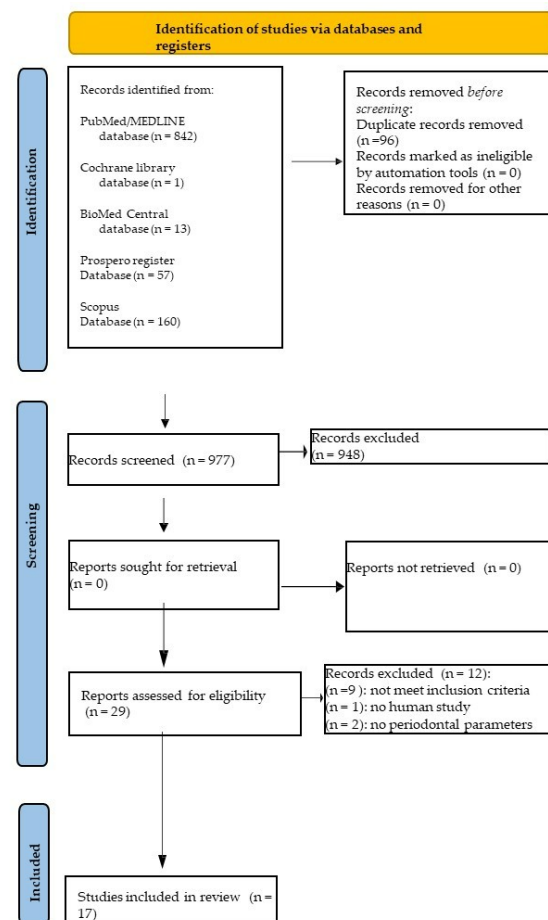 Identification of studies via databases and
registers
Identification
Records identified from:
PubMed/MEDLINE
database (n = 842)
Cochrane library
database (n = 1)
BioMed Central
database (n = 13)
Prospero register
Database (n = 57)
Scopus
Database (n = 160)
Records removed before
screening:
Duplicate records removed
(n =96)
Records marked as ineligible
by automation tools (n = 0)
Records removed for other
reasons (n = 0)
Screening
Records screened (n = 977)
Records excluded
(n = 948)
Reports sought for retrieval
(n = 0)
Reports not retrieved (n = 0)
Reports assessed for eligibility
(n = 29)
Records excluded (n = 12):
(n =9 ): not meet inclusion criteria
(n = 1): no human study
(n = 2): no periodontal parameters
Included
Studies included in review (n =
17)